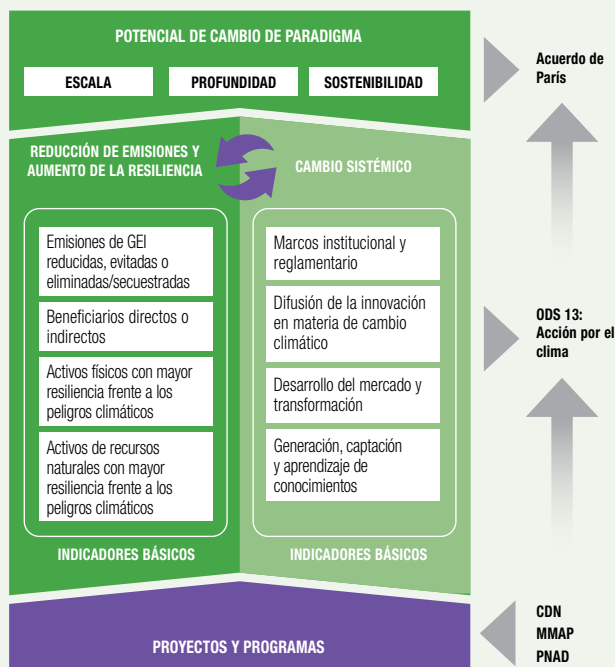 POTENCIAL DE CAMBIO DE PARADIGMA
ESCALA
PROFUNDIDAD
SOSTENIBILIDAD
Acuerdo de
París
REDUCCIÓN DE EMISIONES Y
AUMENTO DE LA RESILIENCIA
CAMBIO SISTÉMICO
Emisiones de GEI
reducidas, evitadas o
eliminadas/secuestradas
Beneficiarios directos o
indirectos
Activos físicos con mayor
resiliencia frente a los
peligros climáticos
Activos de recursos
naturales con mayor
resiliencia frente a los
peligros climáticos
INDICADORES BÁSICOS
Marcos institucional y
reglamentario
Difusión de la innovación
en materia de cambio
climático
Desarrollo del mercado y
transformación
Generación, captación
y aprendizaje de
conocimientos
INDICADORES BÁSICOS
ODS 13:
Acción por el
clima
PROYECTOS Y PROGRAMAS
CDN
MMAP
PNAD